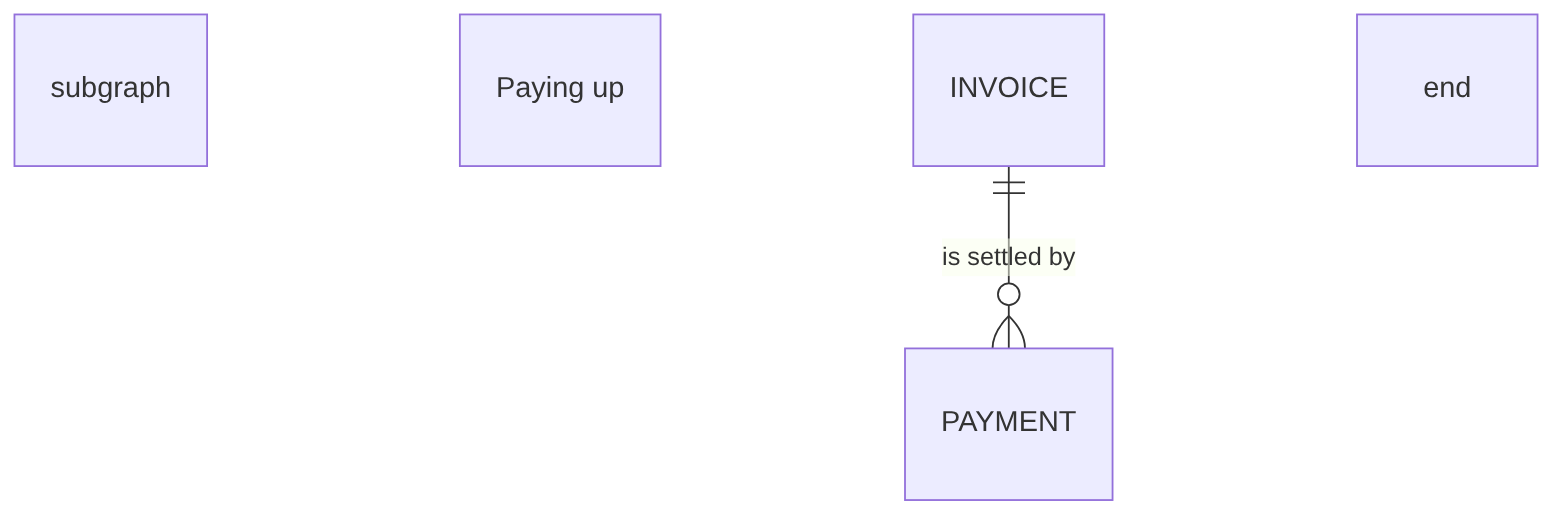 subgraph
Paying up
INVOICE
end
is settled by
PAYMENT